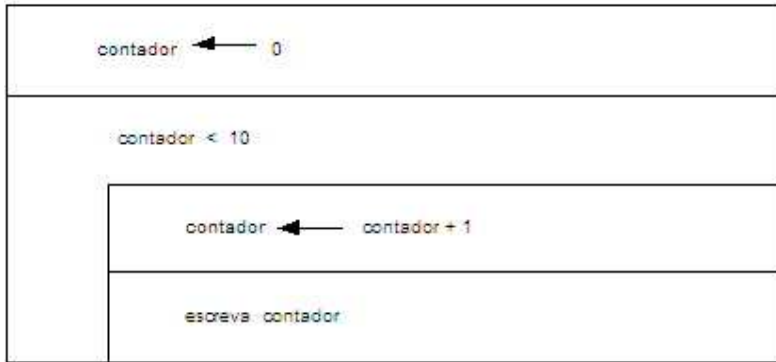 contador ← 0
contador < 10
contador ← contador + 1
escreva contador